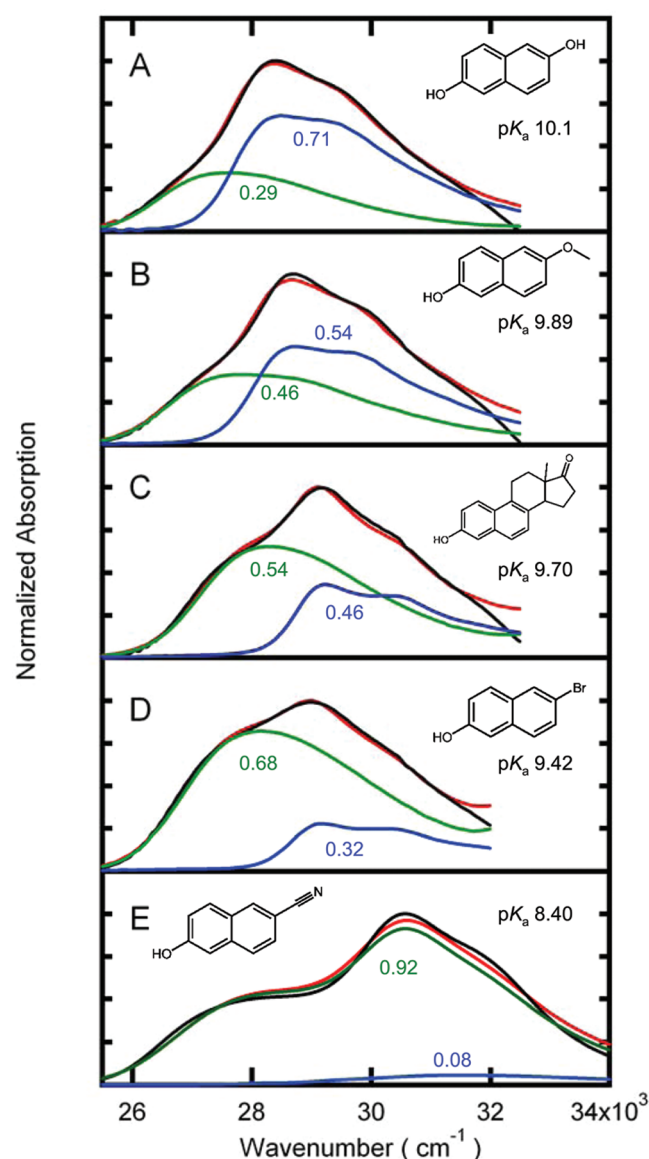 A
OH
HO
pKa 10.1
0.71
0.29
B
O
HO
pKa 9.89
0.54
0.46
C
O
HO
pKa 9.70
0.54
0.46
D
Br
HO
pKa 9.42
0.68
0.32
E
N
HO
pKa 8.40
0.92
0.08
Normalized Absorption
26 28 30 32 34x10³
Wavenumber ( cm⁻¹ )